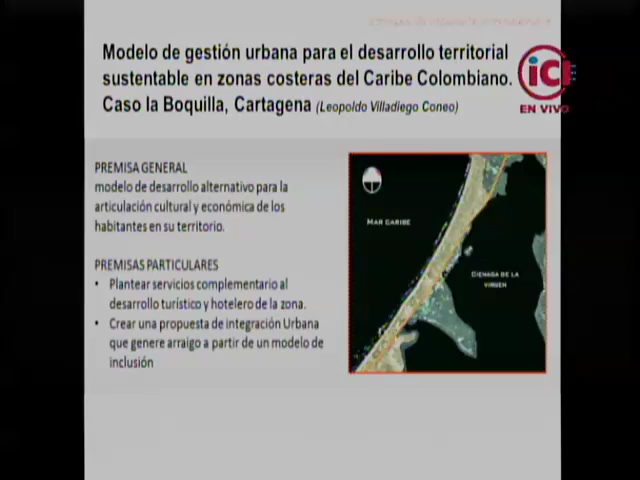 Modelo de gestión urbana para el desarrollo territorial
sustentable en zonas costeras del Caribe Colombiano.
Caso la Boquilla, Cartagena (Leopoldo Villadiego Coneo)
ici
EN VIVO
PREMISA GENERAL
modelo de desarrollo alternativo para la
articulación cultural y económica de los
habitantes en su territorio.
PREMISAS PARTICULARES
• Plantear servicios complementario al
desarrollo turístico y hotelero de la zona.
• Crear una propuesta de integración Urbana
que genere arraigo a partir de un modelo de
inclusión
MAR CARIBE
CIENAGA DE LA
VIRGEN